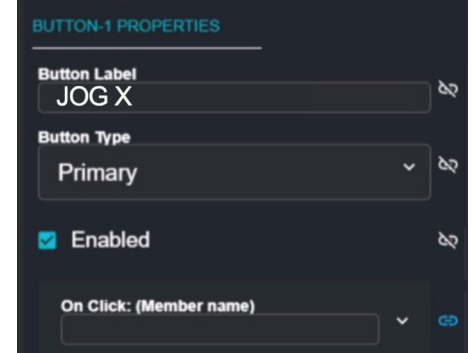 BUTTON-1 PROPERTIES
Button Label
JOG X
Button Type
Primary
Enabled
On Click: (Member name)